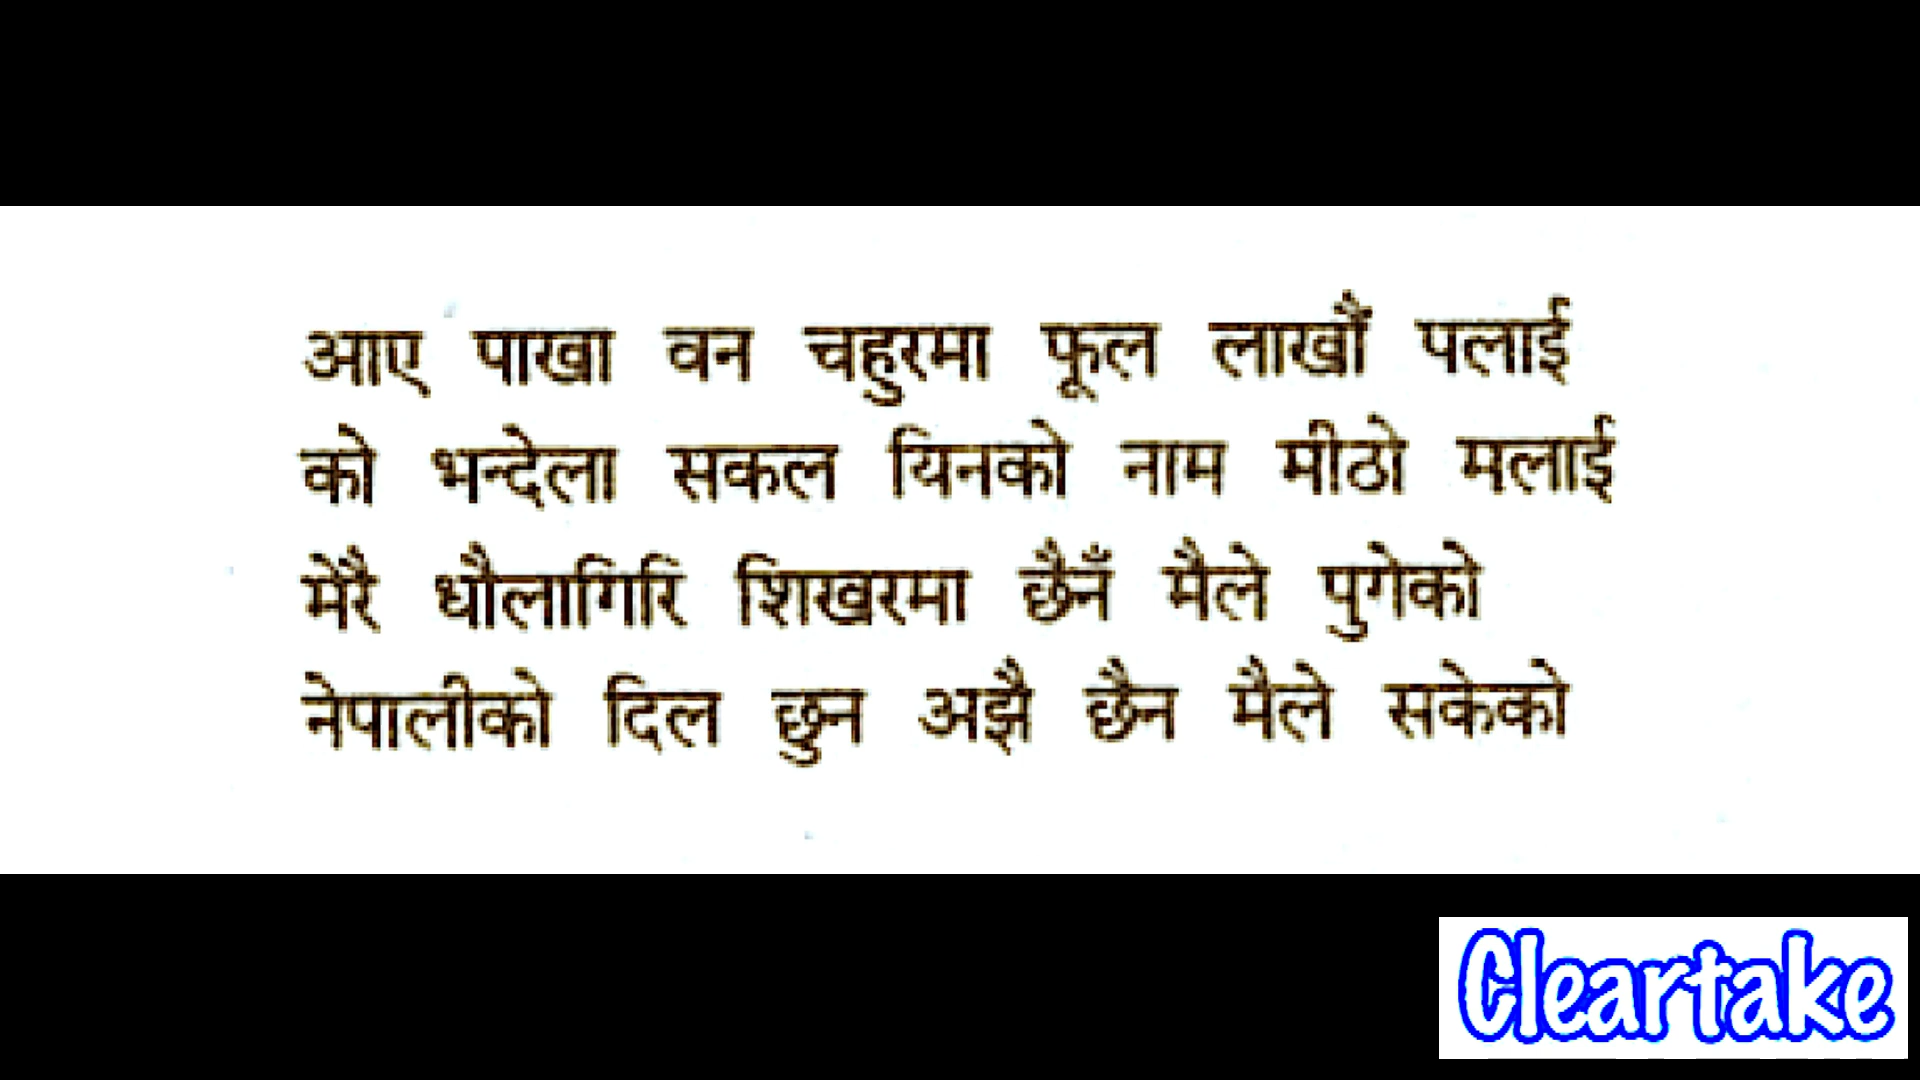 आए पाखा वन चहुरमा फूल लाखौं पलाई
को भन्देला सकल यिनको नाम मीठो मलाई
मेरै धौलागिरि शिखरमा छैनँ मैले पुगेको
नेपालीको दिल छुन अझै छैन मैले सकेको
Cleartake